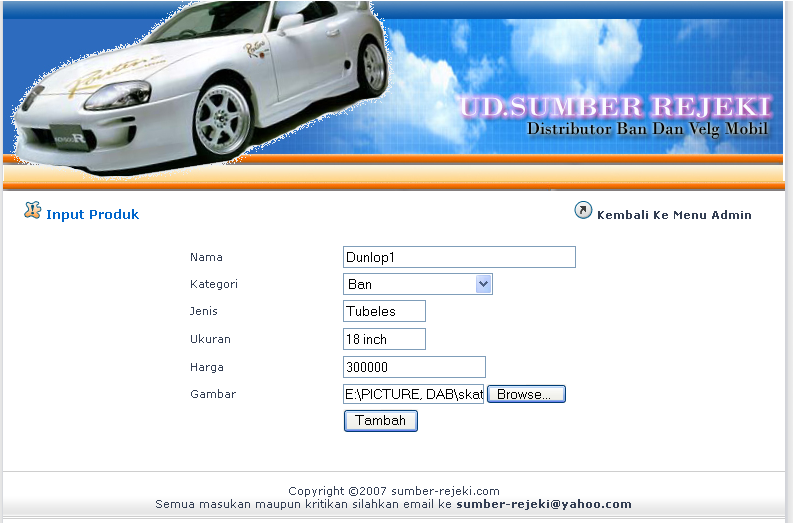 UD.SUMBER REJEKI
Distributor Ban Dan Velg Mobil
Input Produk
Kembali Ke Menu Admin
Nama Dunlop1
Kategori Ban
Jenis Tubeles
Ukuran 18 inch
Harga 300000
Gambar E:\PICTURE, DAB\skat Browse...
Tambah
Copyright ©2007 sumber-rejeki.com
Semua masukan maupun kritikan silahkan email ke sumber-rejeki@yahoo.com